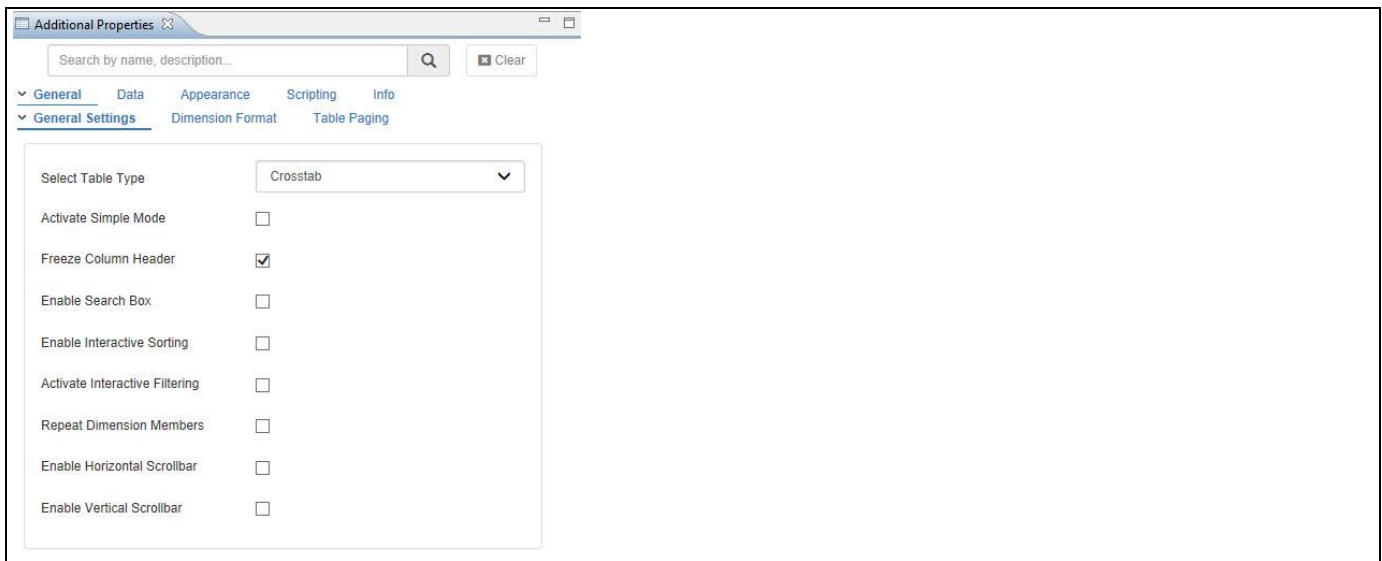 Additional Properties
Search by name, description...
Clear
General Data Appearance Scripting Info
General Settings Dimension Format Table Paging
Select Table Type Crosstab
Activate Simple Mode
Freeze Column Header
Enable Search Box
Enable Interactive Sorting
Activate Interactive Filtering
Repeat Dimension Members
Enable Horizontal Scrollbar
Enable Vertical Scrollbar